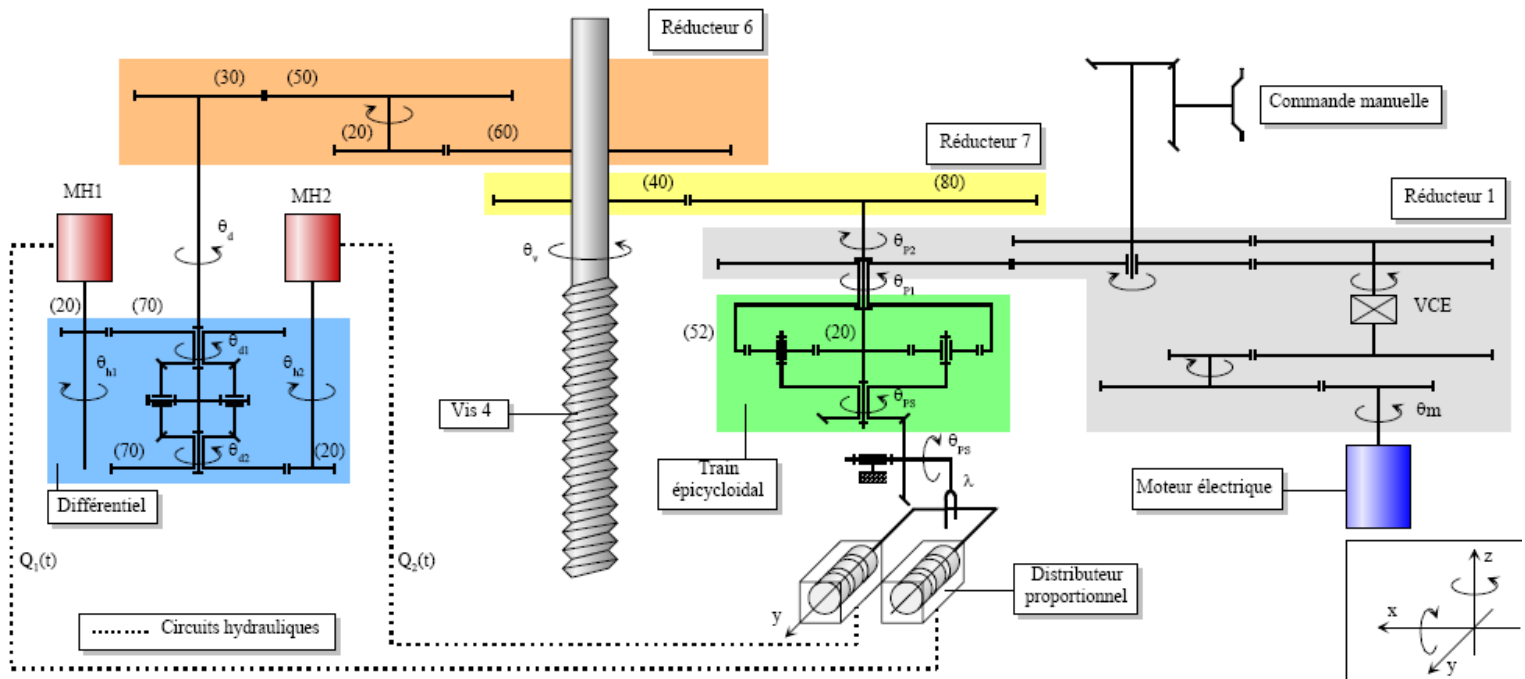 Réducteur 6
(30)
(50)
(20)
(60)
Commande manuelle
Réducteur 7
(40)
(80)
Réducteur 1
MH1
MH2
θd
θv
θP2
θP1
VCE
(20)
(70)
θd1
θh1
θh2
(52)
(20)
θPS
θm
Vis 4
(70)
θd2
(20)
θPS
λ
Train
épicycloidal
Moteur électrique
Différentiel
Q1(t)
Q2(t)
Distributeur
proportionnel
y
Circuits hydrauliques
z
x
y